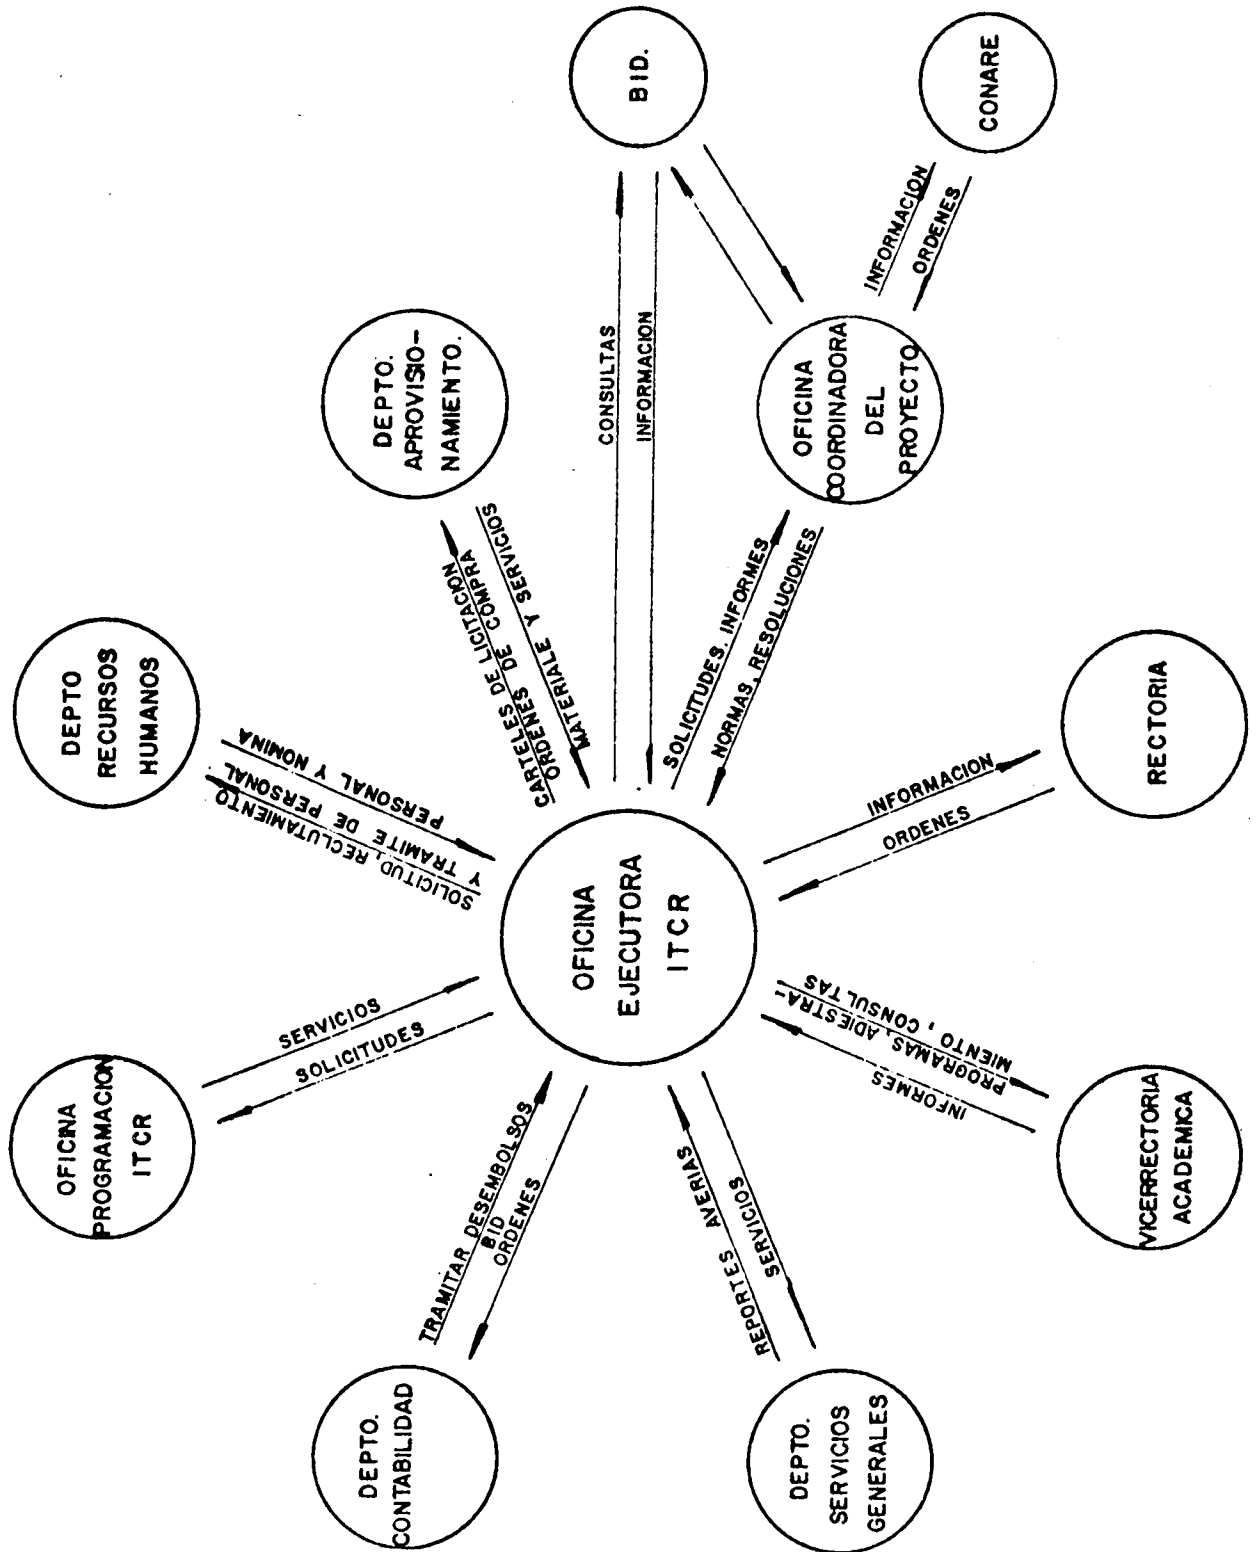 BID.
CONARE
DEPTO.
APROVISIO-
NAMIENTO.
CONSULTAS
INFORMACION
INFORMACION
ORDENES
OFICINA
COORDINADORA
DEL
PROYECTO
CARTELES DE LICITACION
ORDENES DE COMPRA
MATERIALE Y SERVICIOS
SOLICITUDES. INFORMES
NORMAS, RESOLUCIONES
DEPTO
RECURSOS
HUMANOS
SOLICITUD, RECLUTAMIENTO
Y TRAMITE DE PERSONAL
PERSONAL Y NOMINA
OFICINA
EJECUTORA
ITCR
INFORMACION
ORDENES
RECTORIA
OFICINA
PROGRAMACION
ITCR
SERVICIOS
SOLICITUDES
PROGRAMAS, ADIESTRA-
MIENTO, CONSULTAS
INFORMES
VICERRECTORIA
ACADEMICA
TRAMITAR DESEMBOLSOS
BID
ORDENES
REPORTES AVERIAS
SERVICIOS
DEPTO.
CONTABILIDAD
DEPTO.
SERVICIOS
GENERALES